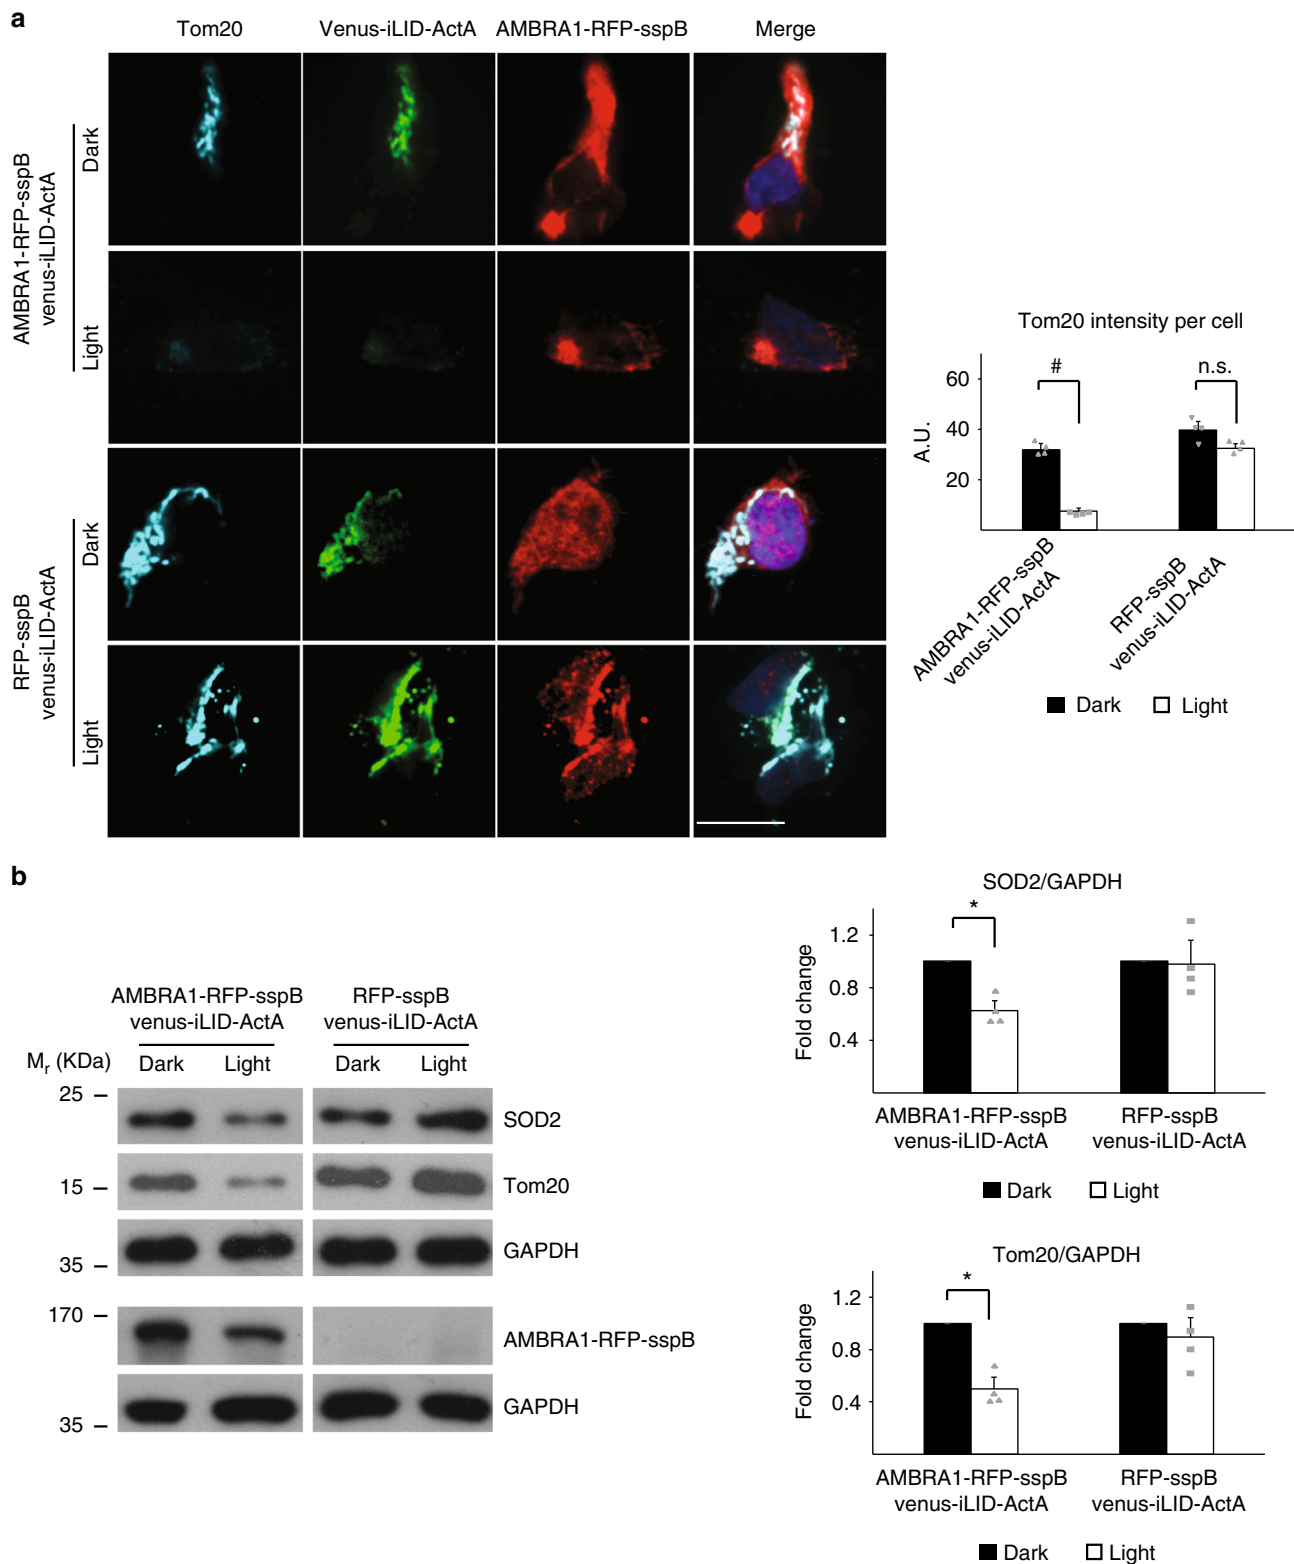 a
Tom20
Venus-iLID-ActA
AMBRA1-RFP-sspB
Merge
AMBRA1-RFP-sspB
venus-iLID-ActA
Dark
Light
RFP-sspB
venus-iLID-ActA
Dark
Light
Tom20 intensity per cell
A.U.
60
40
20
#
n.s.
AMBRA1-RFP-sspB
venus-iLID-ActA
RFP-sspB
venus-iLID-ActA
Dark
Light
b
AMBRA1-RFP-sspB
venus-iLID-ActA
RFP-sspB
venus-iLID-ActA
Mr (KDa)
Dark
Light
Dark
Light
25
SOD2
15
Tom20
35
GAPDH
170
AMBRA1-RFP-sspB
35
GAPDH
SOD2/GAPDH
Fold change
1.2
0.8
0.4
*
AMBRA1-RFP-sspB
venus-iLID-ActA
RFP-sspB
venus-iLID-ActA
Dark
Light
Tom20/GAPDH
Fold change
1.2
0.8
0.4
*
AMBRA1-RFP-sspB
venus-iLID-ActA
RFP-sspB
venus-iLID-ActA
Dark
Light